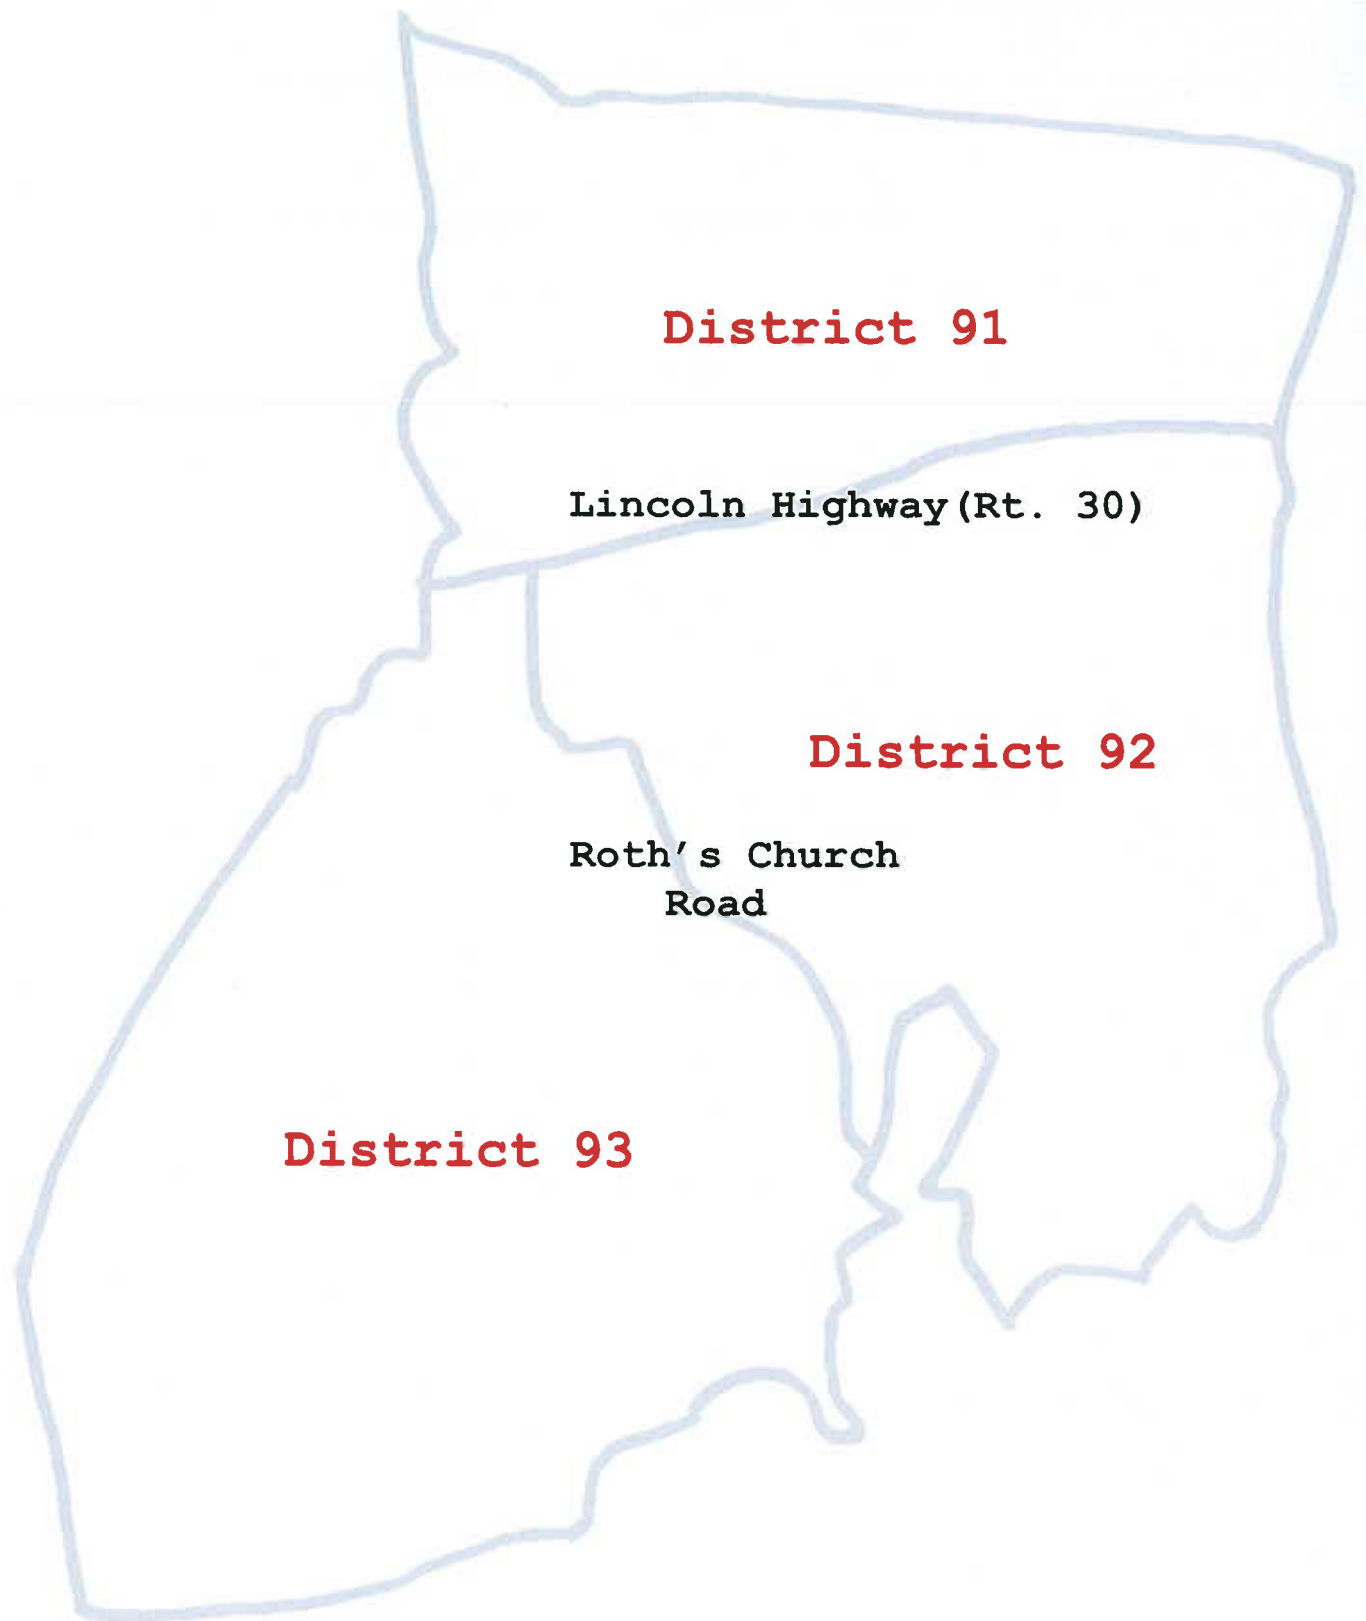 District 91
Lincoln Highway(Rt. 30)
District 92
Roth's Church
Road
District 93